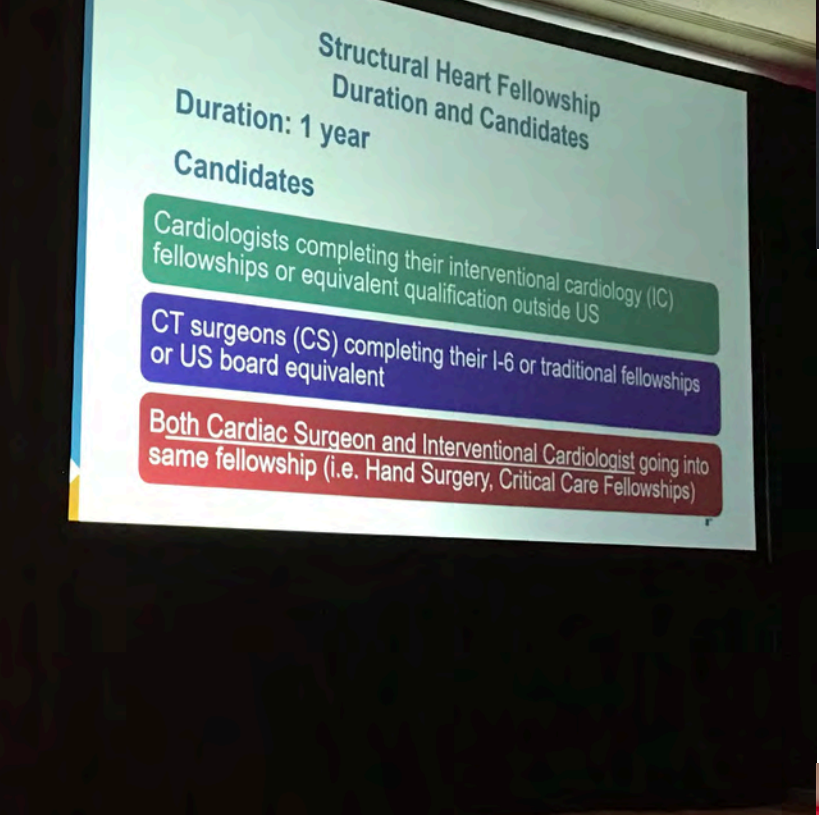 Structural Heart Fellowship
Duration and Candidates
Duration: 1 year
Candidates
Cardiologists completing their interventional cardiology (IC)
fellowships or equivalent qualification outside US
CT surgeons (CS) completing their I-6 or traditional fellowships
or US board equivalent
Both Cardiac Surgeon and Interventional Cardiologist going into
same fellowship (i.e. Hand Surgery, Critical Care Fellowships)